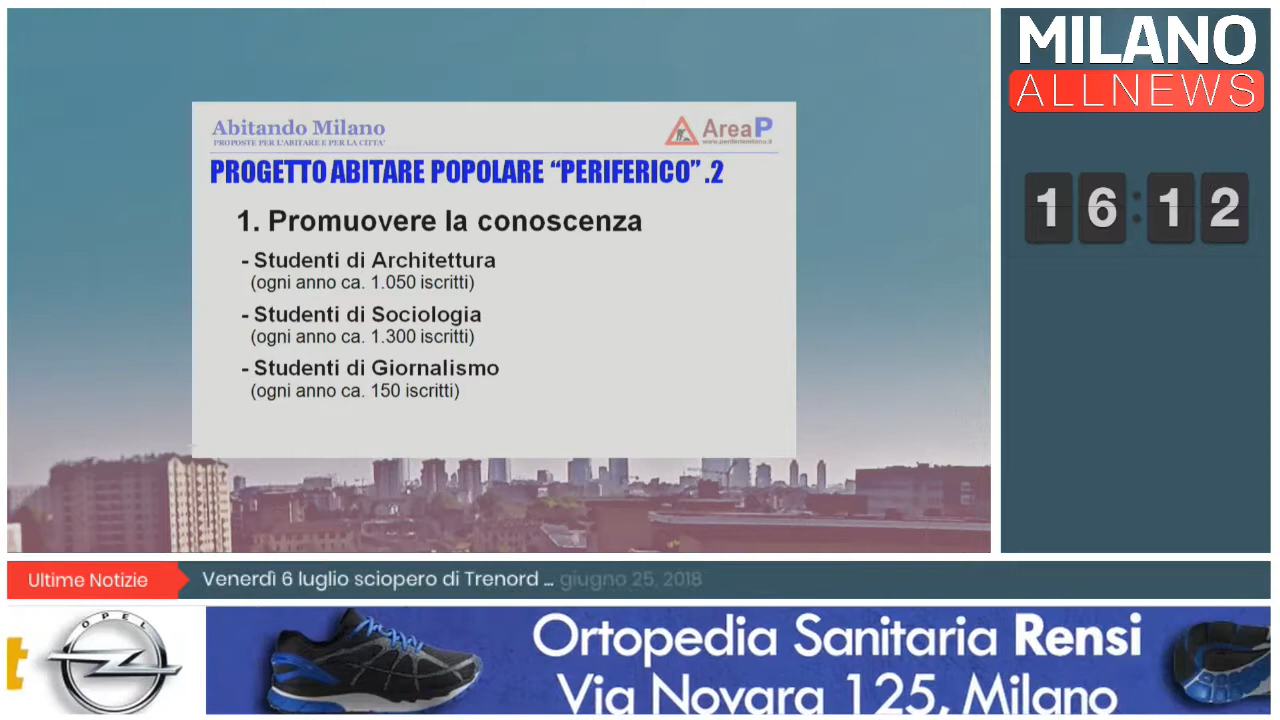 MILANO
ALLNEWS
16:12
Abitando Milano
PROPOSTE PER L'ABITARE E PER LA CITTA'
AreaP
www.periferiemilano.it
PROGETTO ABITARE POPOLARE “PERIFERICO” .2
1. Promuovere la conoscenza
- Studenti di Architettura
(ogni anno ca. 1.050 iscritti)
- Studenti di Sociologia
(ogni anno ca. 1.300 iscritti)
- Studenti di Giornalismo
(ogni anno ca. 150 iscritti)
Ultime Notizie
Venerdì 6 luglio sciopero di Trenord ... giugno 25, 2018
t
OPEL
Ortopedia Sanitaria Rensi
Via Novara 125, Milano